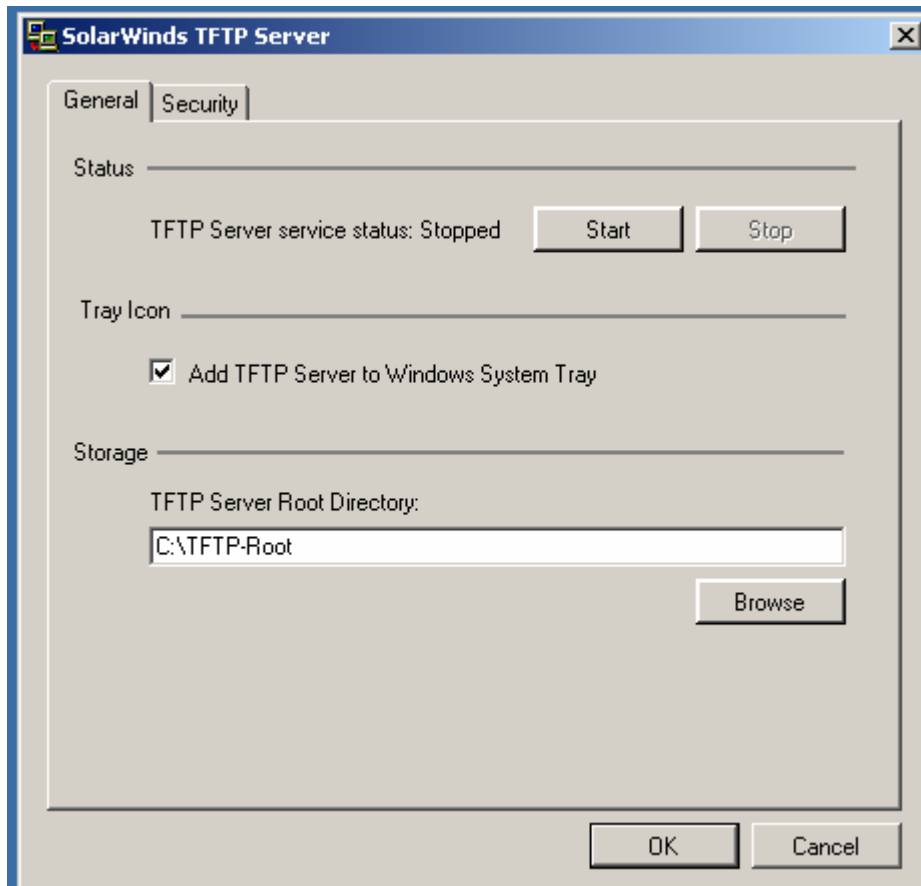 SolarWinds TFTP Server
General Security
Status
TFTP Server service status: Stopped Start Stop
Tray Icon
Add TFTP Server to Windows System Tray
Storage
TFTP Server Root Directory:
C:\TFTP-Root
Browse
OK Cancel